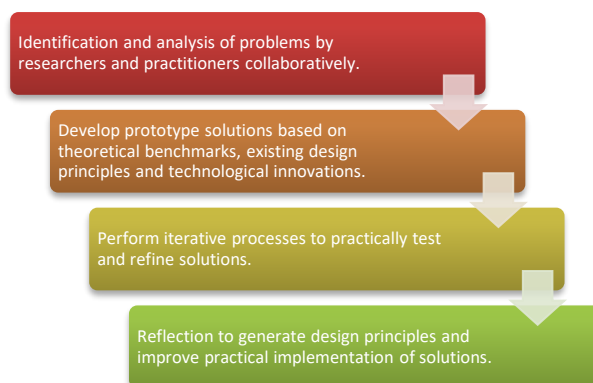 Identification and analysis of problems by
researchers and practitioners collaboratively.
Develop prototype solutions based on
theoretical benchmarks, existing design
principles and technological innovations.
Perform iterative processes to practically test
and refine solutions.
Reflection to generate design principles and
improve practical implementation of solutions.